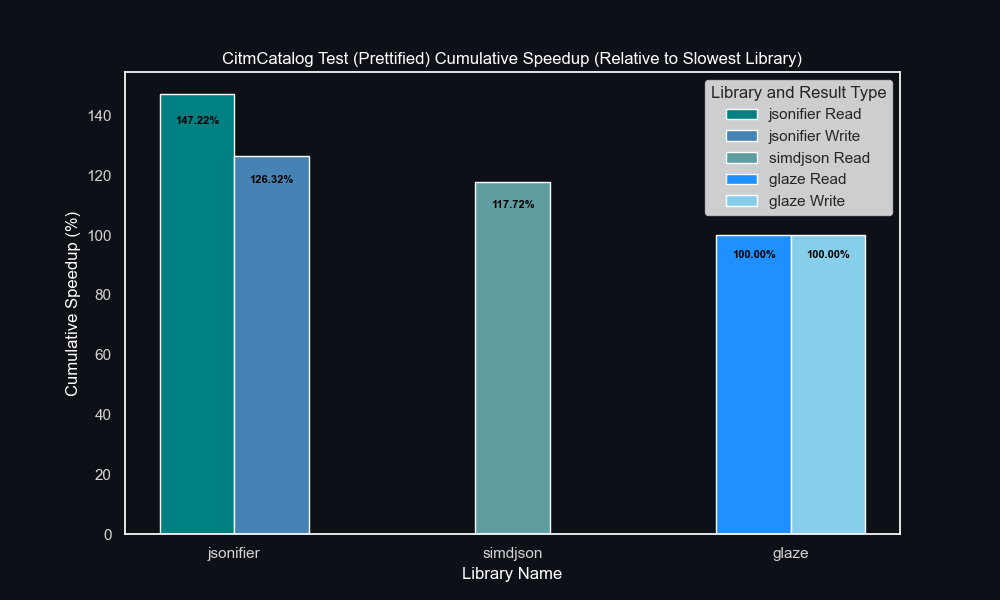 CitmCatalog Test (Prettified) Cumulative Speedup (Relative to Slowest Library)
Library and Result Type
jsonifier Read
jsonifier Write
simdjson Read
glaze Read
glaze Write
147.22%
126.32%
117.72%
100.00%
100.00%
Cumulative Speedup (%)
140
120
100
80
60
40
20
0
jsonifier
simdjson
glaze
Library Name